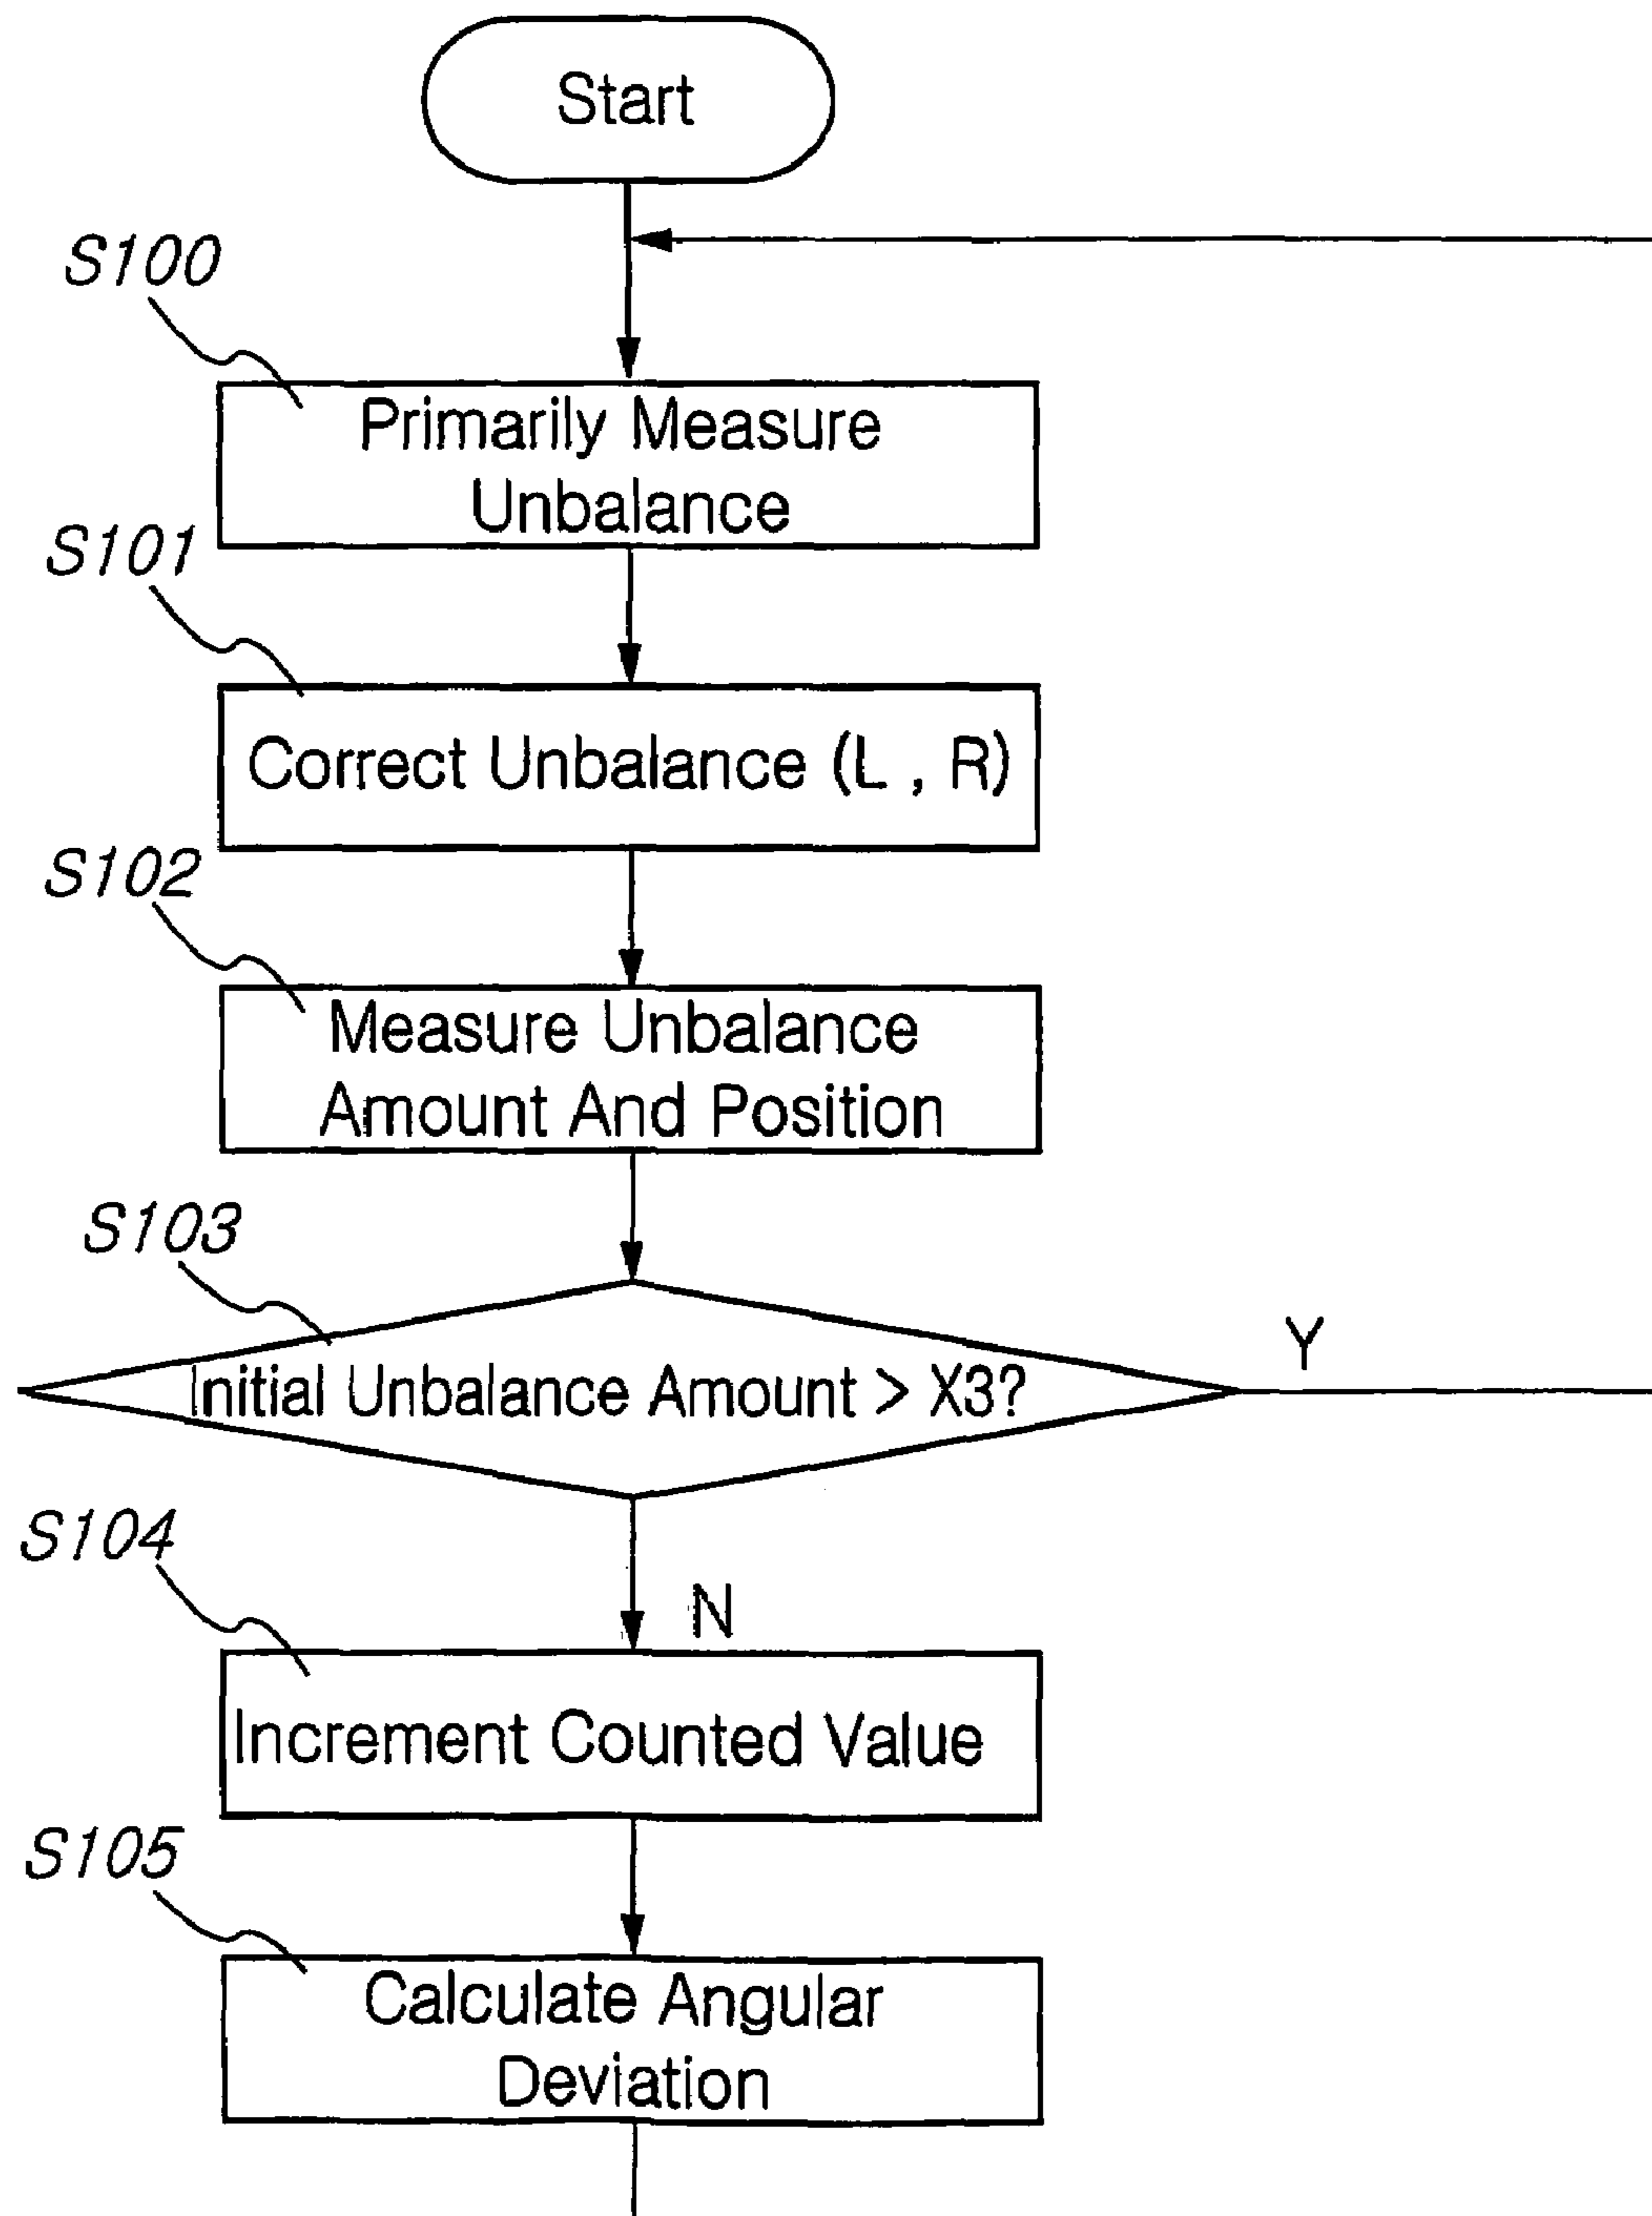 Start
S100
Primarily Measure
Unbalance
S101
Correct Unbalance (L , R)
S102
Measure Unbalance
Amount And Position
S103
Initial Unbalance Amount > X3?
Y
S104
N
Increment Counted Value
S105
Calculate Angular
Deviation